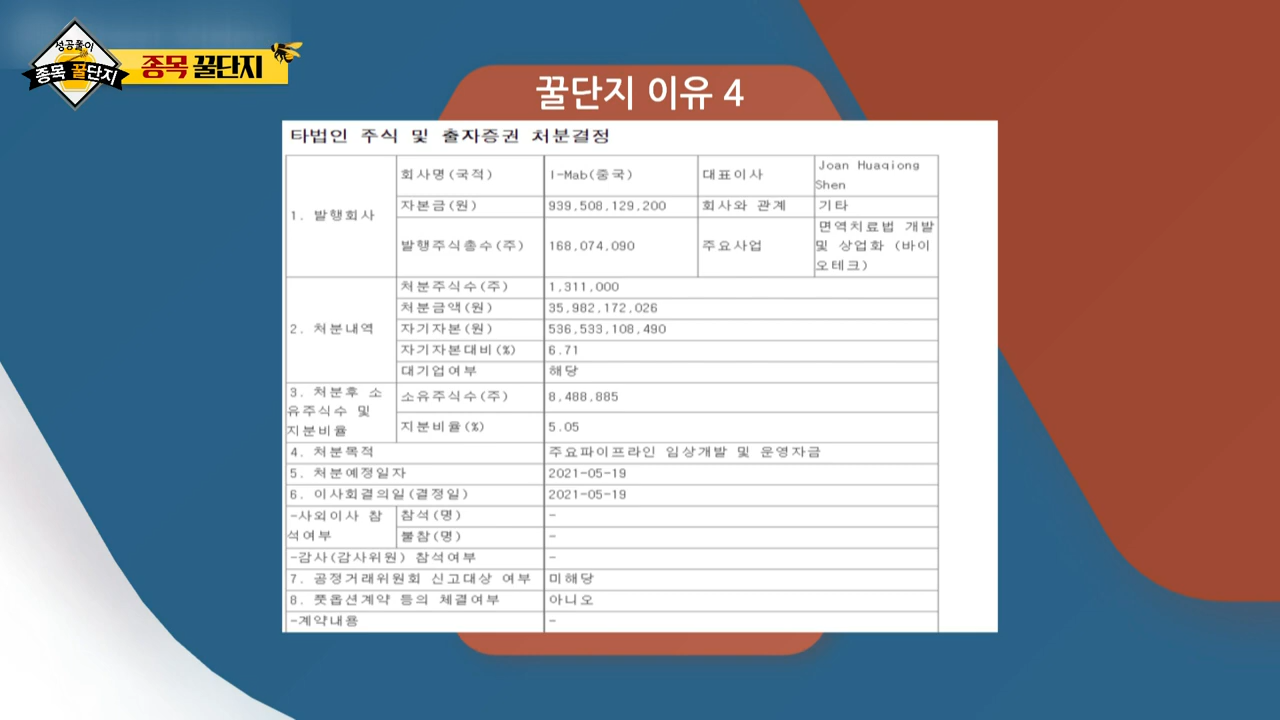 성공풀이
종목 꿀단지
종목 꿀단지
꿀단지 이유 4
타법인 주식 및 출자증권 처분결정
1. 발행회사
회사명(국적)
I-Mab(중국)
대표이사
Joan Huaqiong
Shen
자본금(원)
939,508,129,200
회사와 관계
기타
발행주식총수(주)
168,074,090
주요사업
면역치료법 개발
및 상업화 (바이
오테크)
2. 처분내역
처분주식수(주)
1,311,000
처분금액(원)
35,982,172,026
자기자본(원)
536,533,108,490
자기자본대비(%)
6.71
대기업여부
해당
3. 처분후 소
유주식수 및
지분비율
소유주식수(주)
8,488,885
지분비율(%)
5.05
4. 처분목적
주요파이프라인 임상개발 및 운영자금
5. 처분예정일자
2021-05-19
6. 이사회결의일(결정일)
2021-05-19
-사외이사 참
석여부
참석(명)
-
불참(명)
-
-감사(감사위원) 참석여부
-
7. 공정거래위원회 신고대상 여부
미해당
8. 풋옵션계약 등의 체결여부
아니오
-계약내용
-